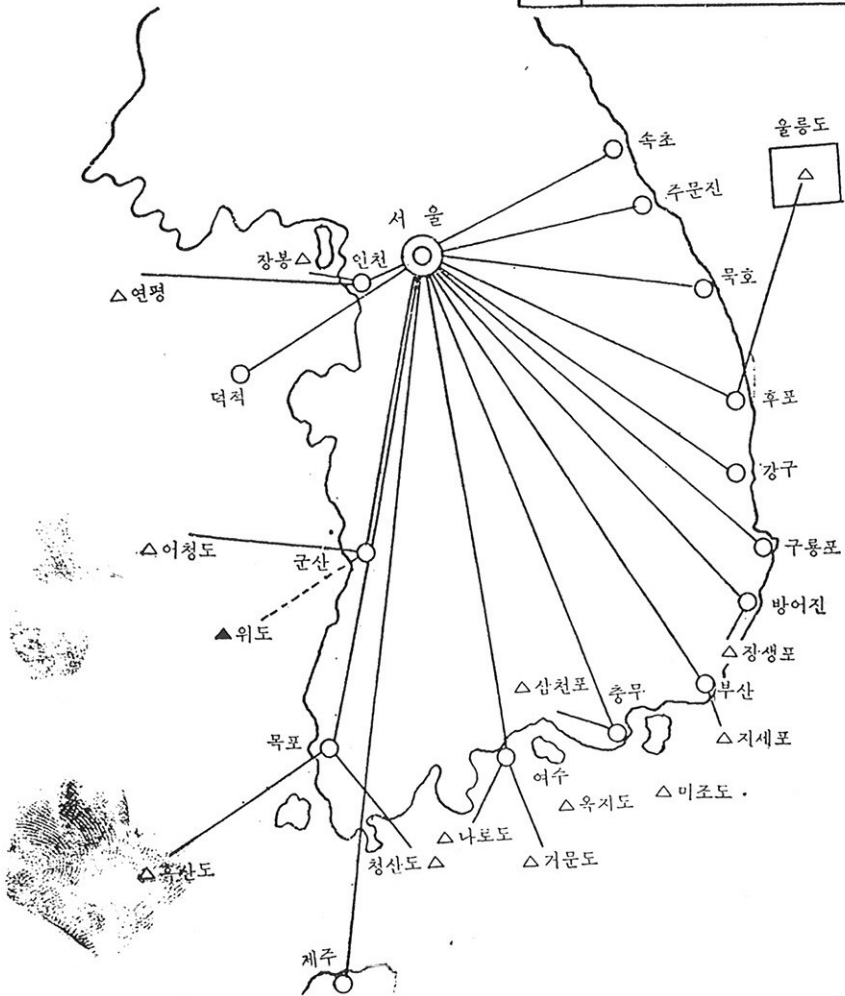 울릉도
△
속초
주문진
서 울
장봉△
인천
△연평
묵호
덕적
후포
강구
△어청도
군산
구룡포
▲위도
방어진
△장생포
△삼천포
충무
부산
목포
△지세포
여수
△욕지도
△미조도
△나로도
△흑산도
청산도△
△거문도
제주